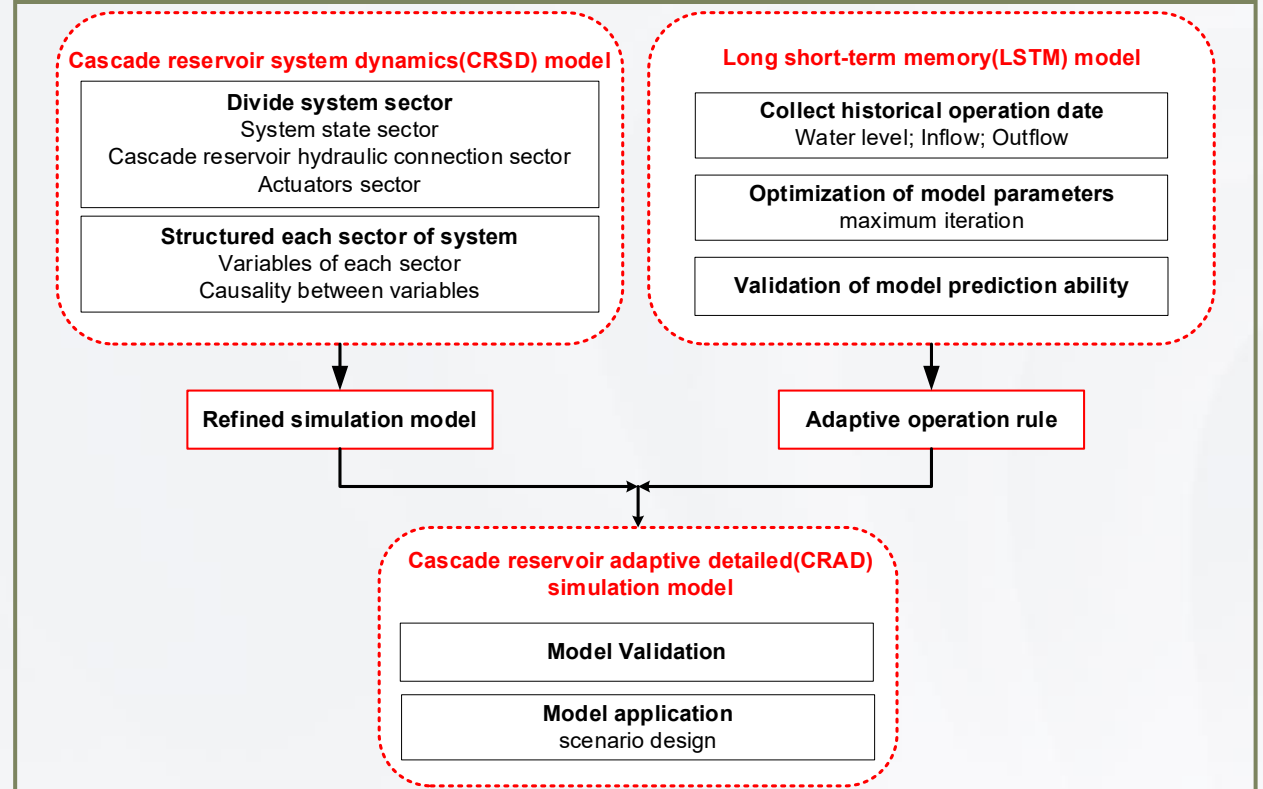 Cascade reservoir system dynamics(CRSD) model
Divide system sector
System state sector
Cascade reservoir hydraulic connection sector
Actuators sector
Structured each sector of system
Variables of each sector
Causality between variables
Long short-term memory(LSTM) model
Collect historical operation date
Water level; Inflow; Outflow
Optimization of model parameters
maximum iteration
Validation of model prediction ability
Refined simulation model
Adaptive operation rule
Cascade reservoir adaptive detailed(CRAD)
simulation model
Model Validation
Model application
scenario design